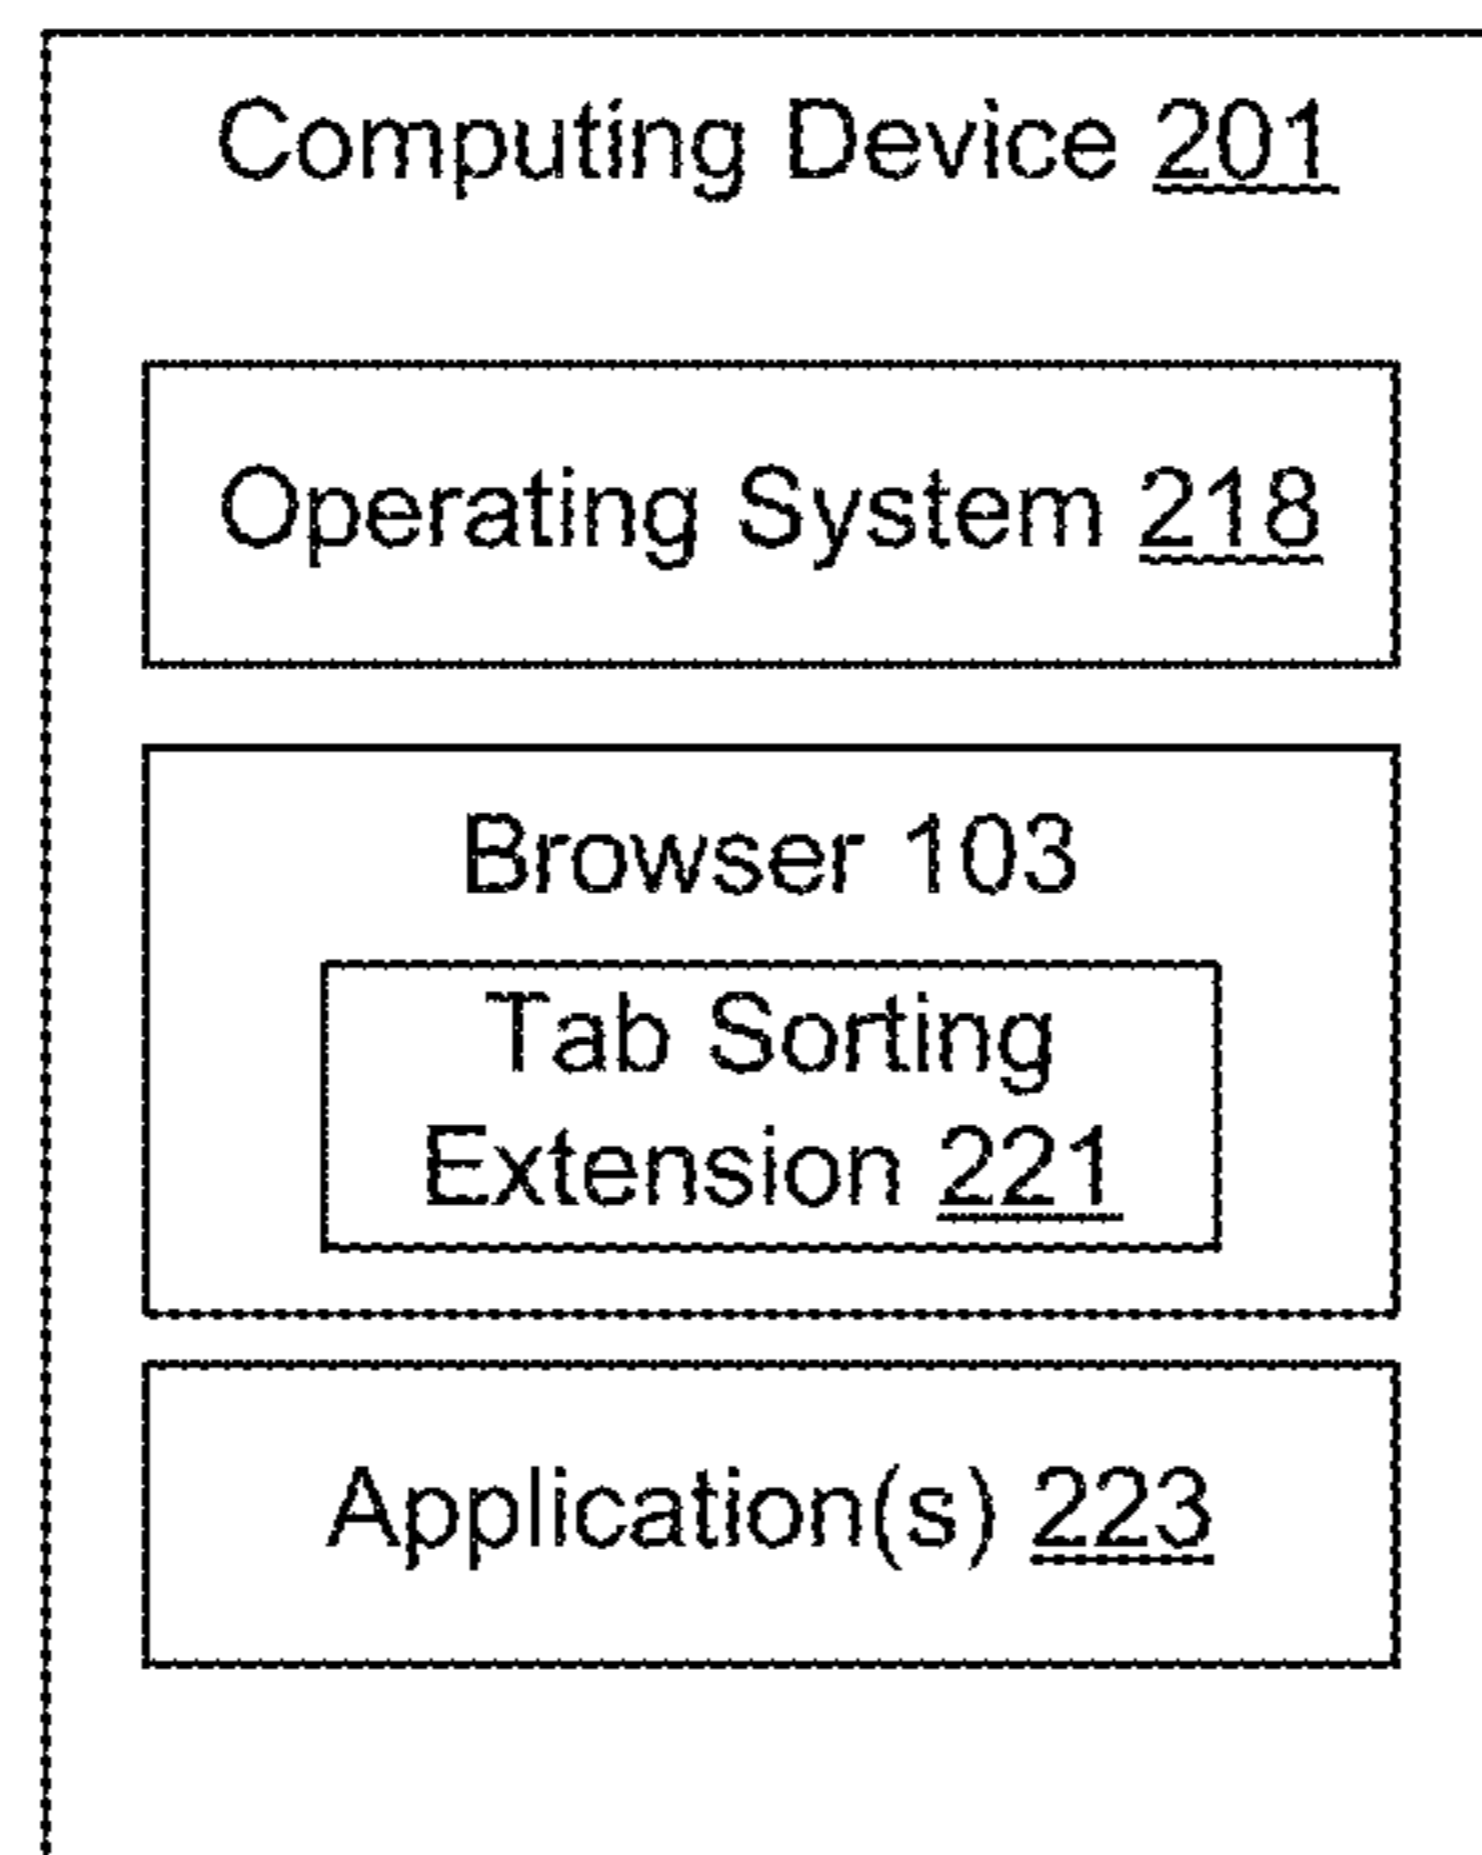 Computing Device 201
Operating System 218
Browser 103
Tab Sorting
Extension 221
Application(s) 223